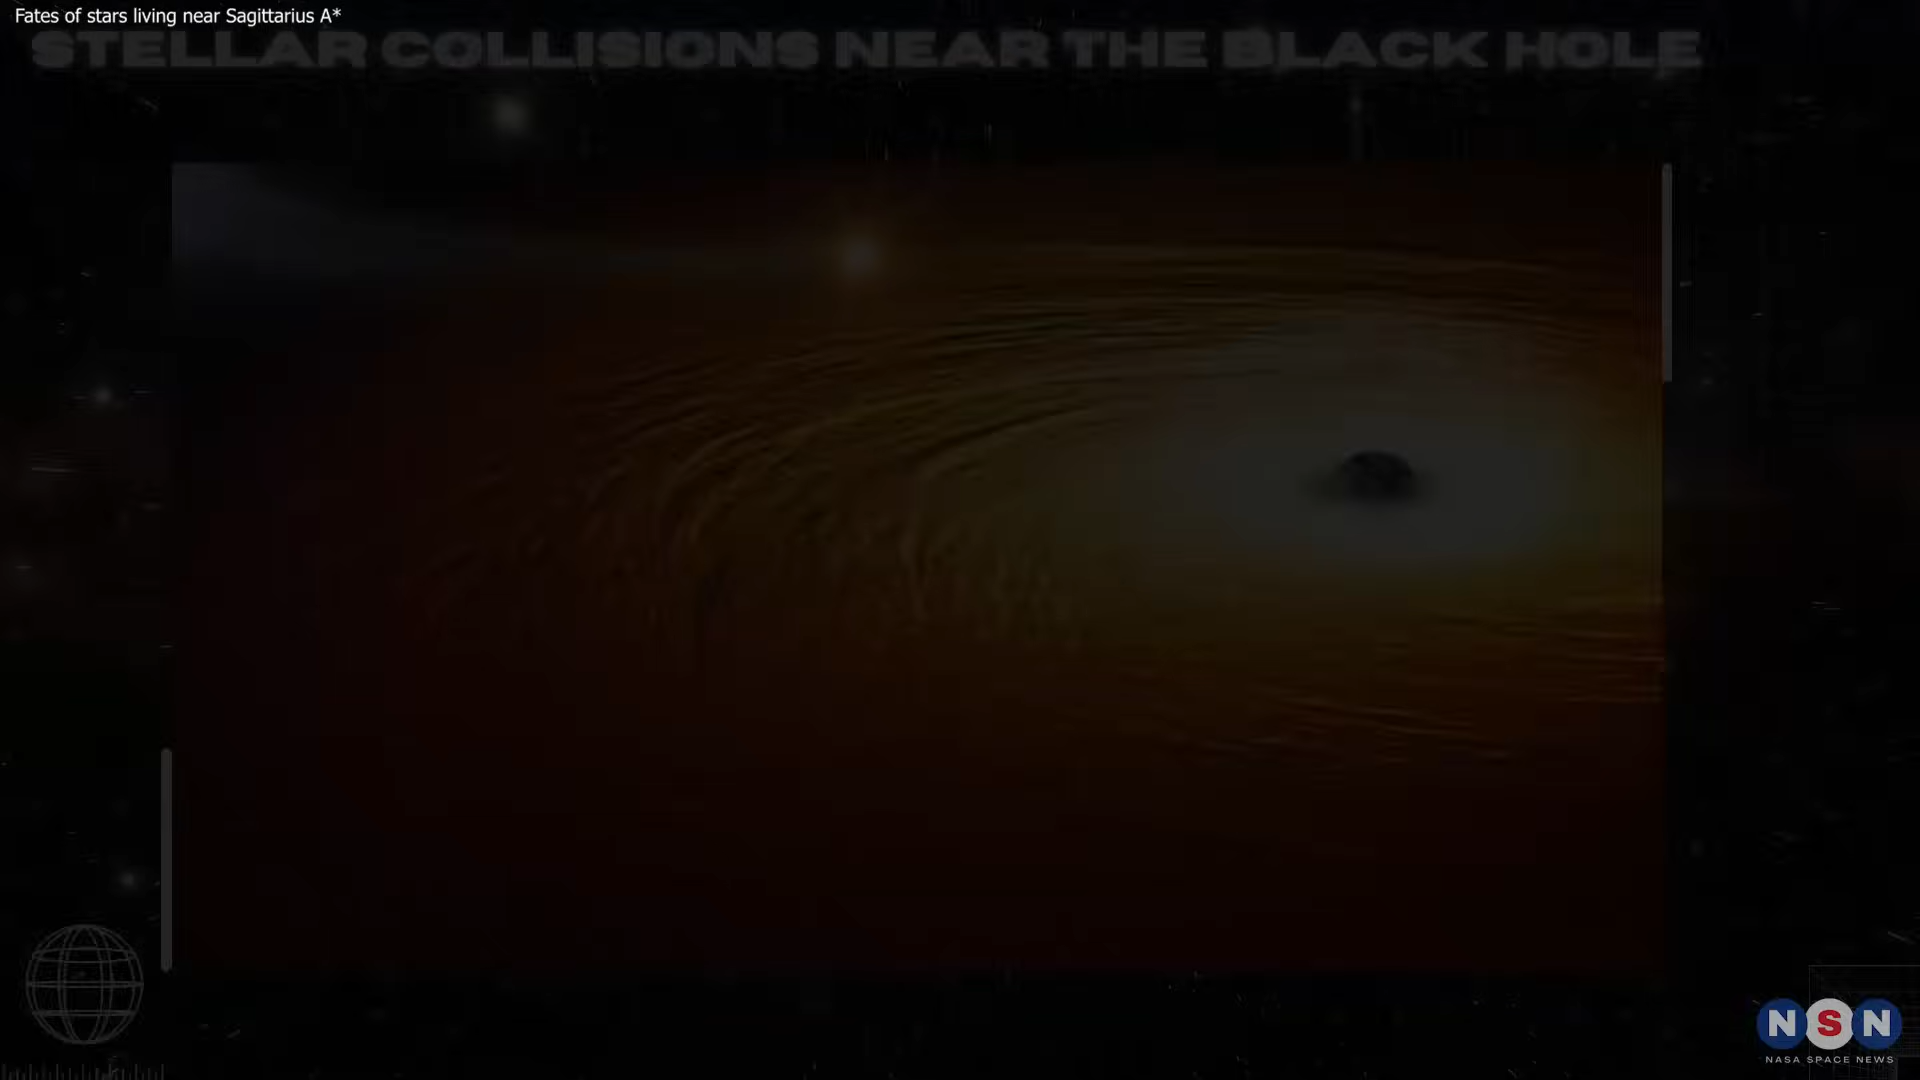 Fates of stars living near Sagittarius A*
STELLAR COLLISIONS NEAR THE BLACK HOLE
NSN
NASA SPACE NEWS